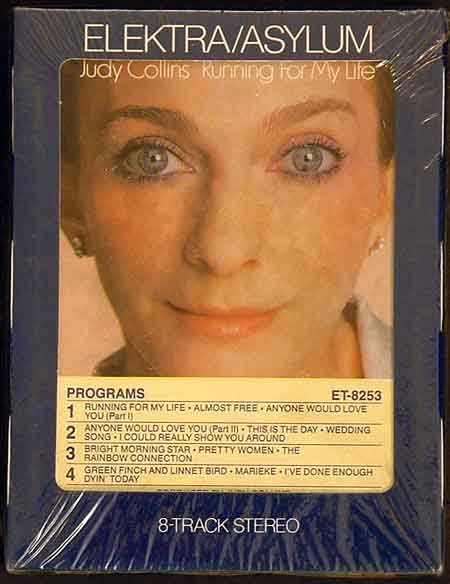 ELEKTRA/ASYLUM
Judy Collins Running For My Life
PROGRAMS ET-8253
1 RUNNING FOR MY LIFE • ALMOST FREE • ANYONE WOULD LOVE
YOU (Part I)
2 ANYONE WOULD LOVE YOU (Part II) • THIS IS THE DAY • WEDDING
SONG • I COULD REALLY SHOW YOU AROUND
3 BRIGHT MORNING STAR • PRETTY WOMEN • THE
RAINBOW CONNECTION
4 GREEN FINCH AND LINNET BIRD • MARIEKE • I'VE DONE ENOUGH
DYIN' TODAY
8-TRACK STEREO